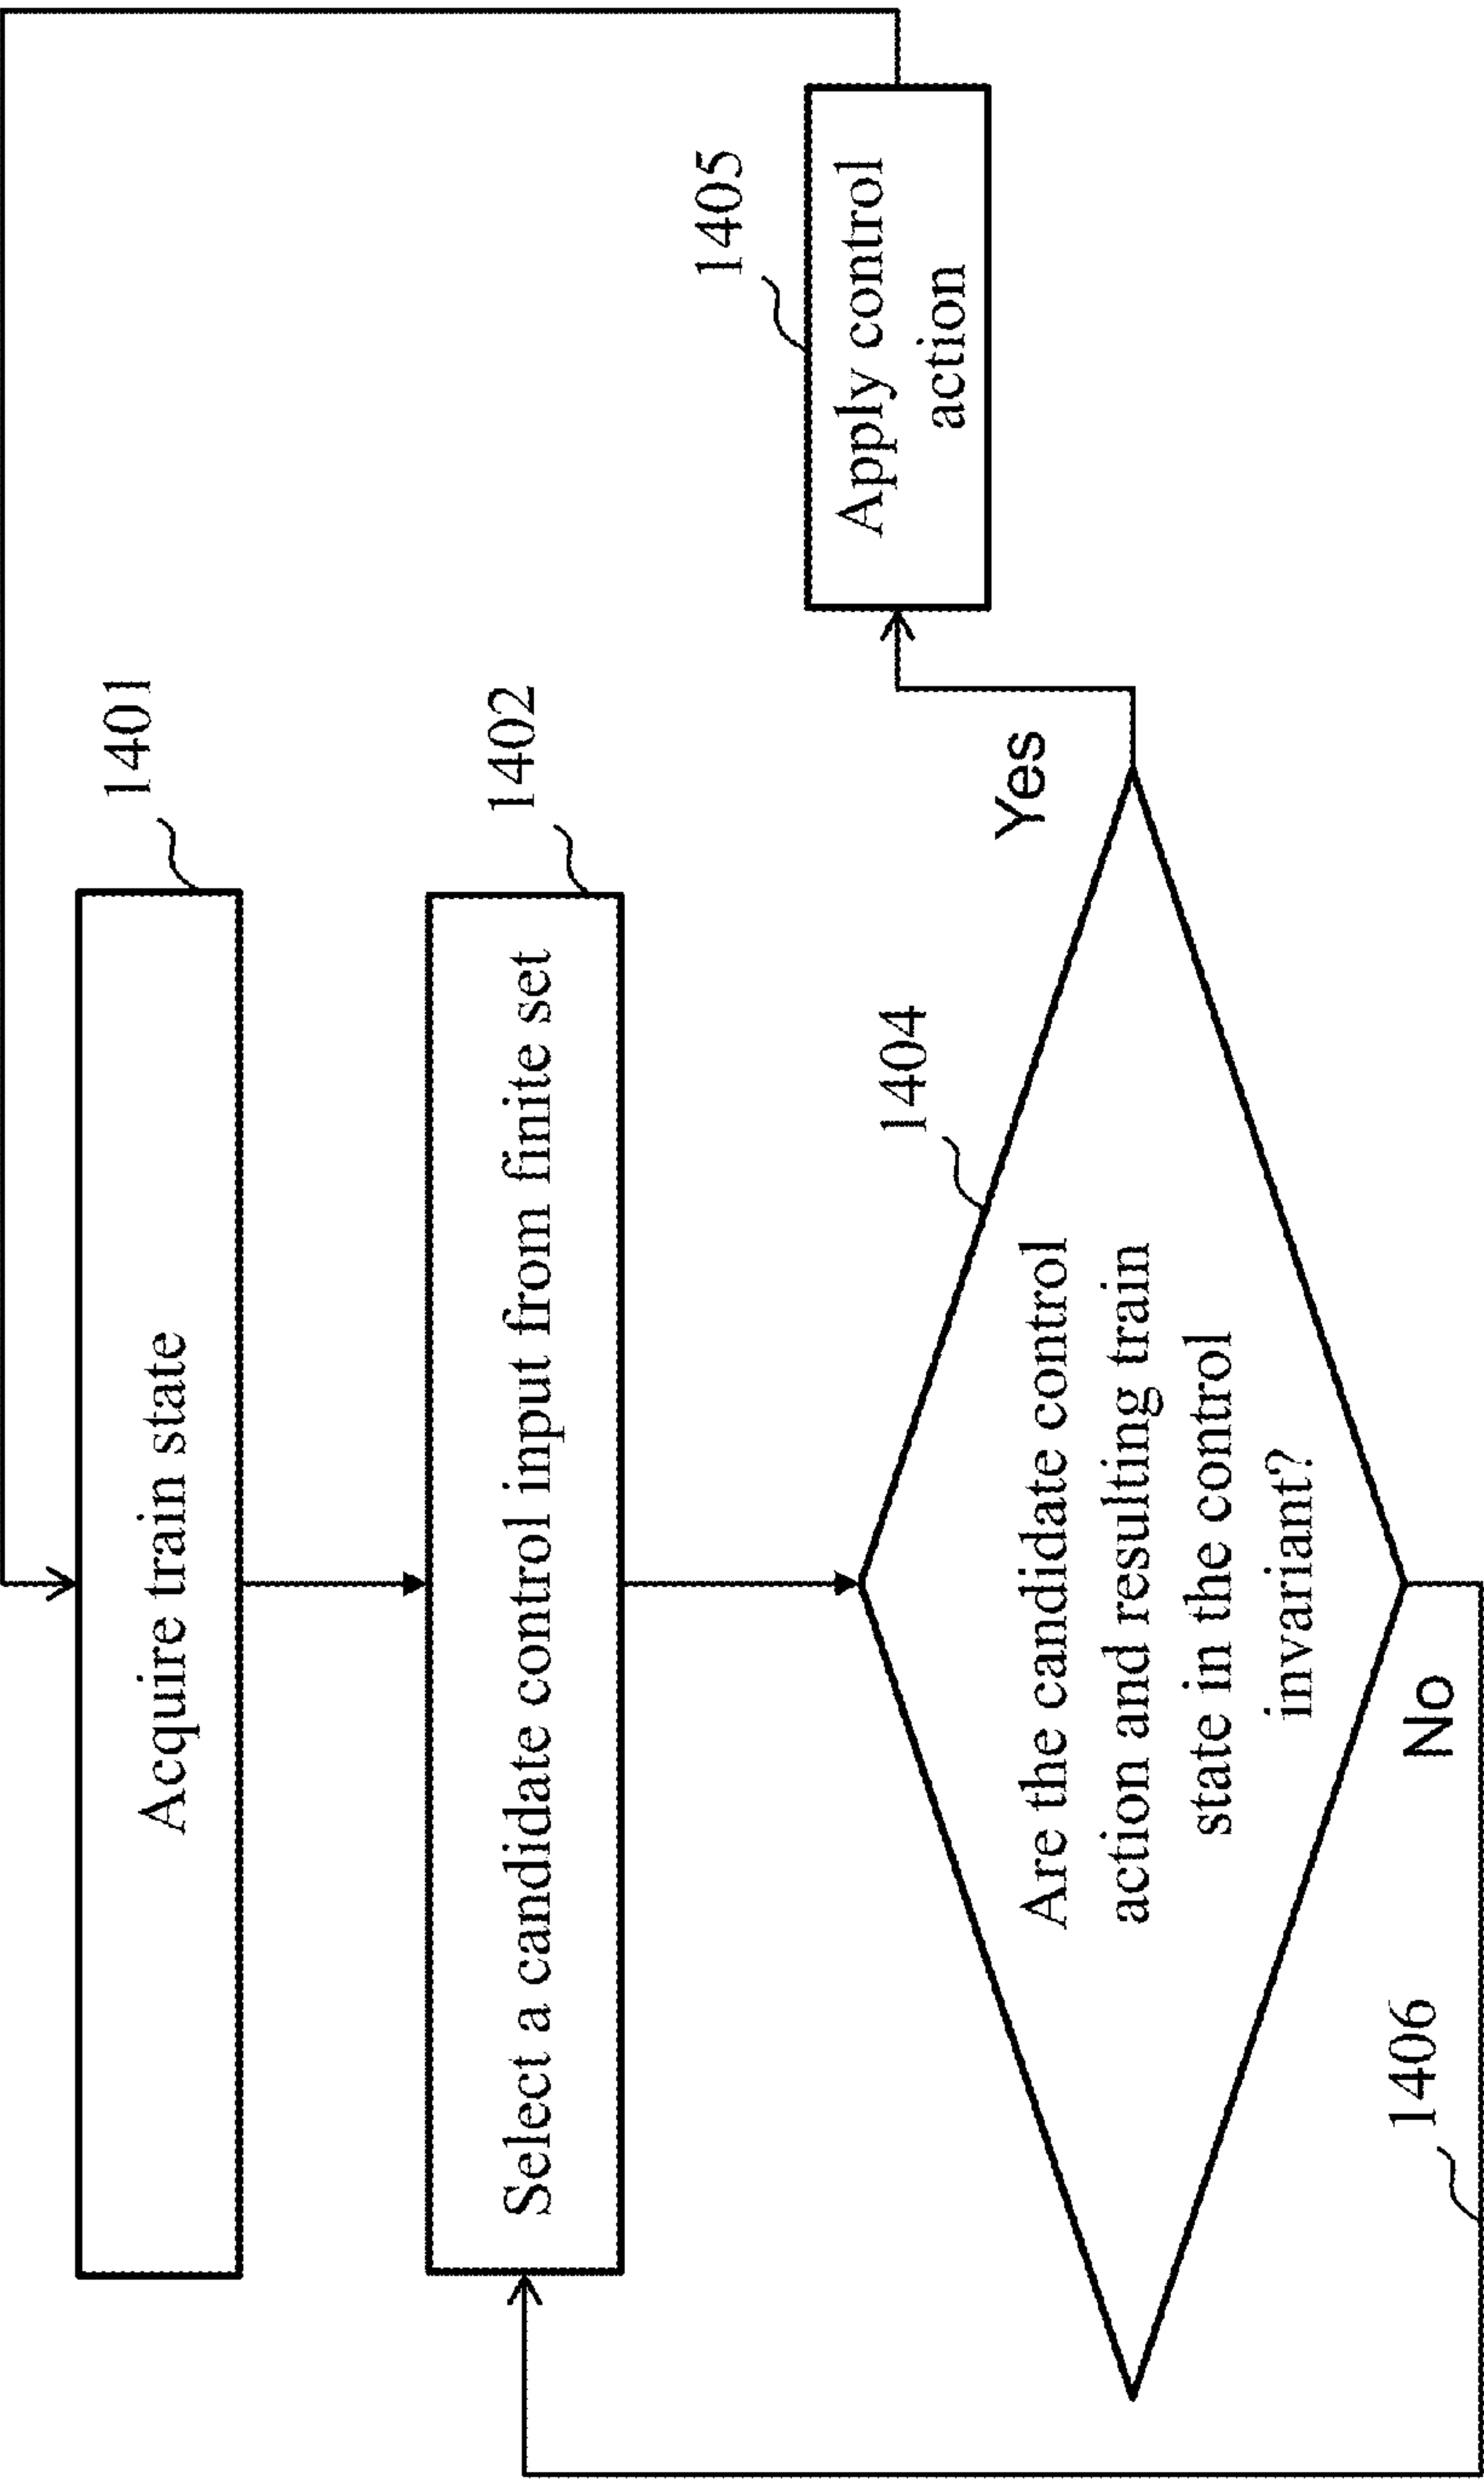 Acquire train state
1401
Select a candidate control input from finite set
1402
Are the candidate control
action and resulting train
state in the control
invariant?
1404
Yes
Apply control
action
1405
No
1406